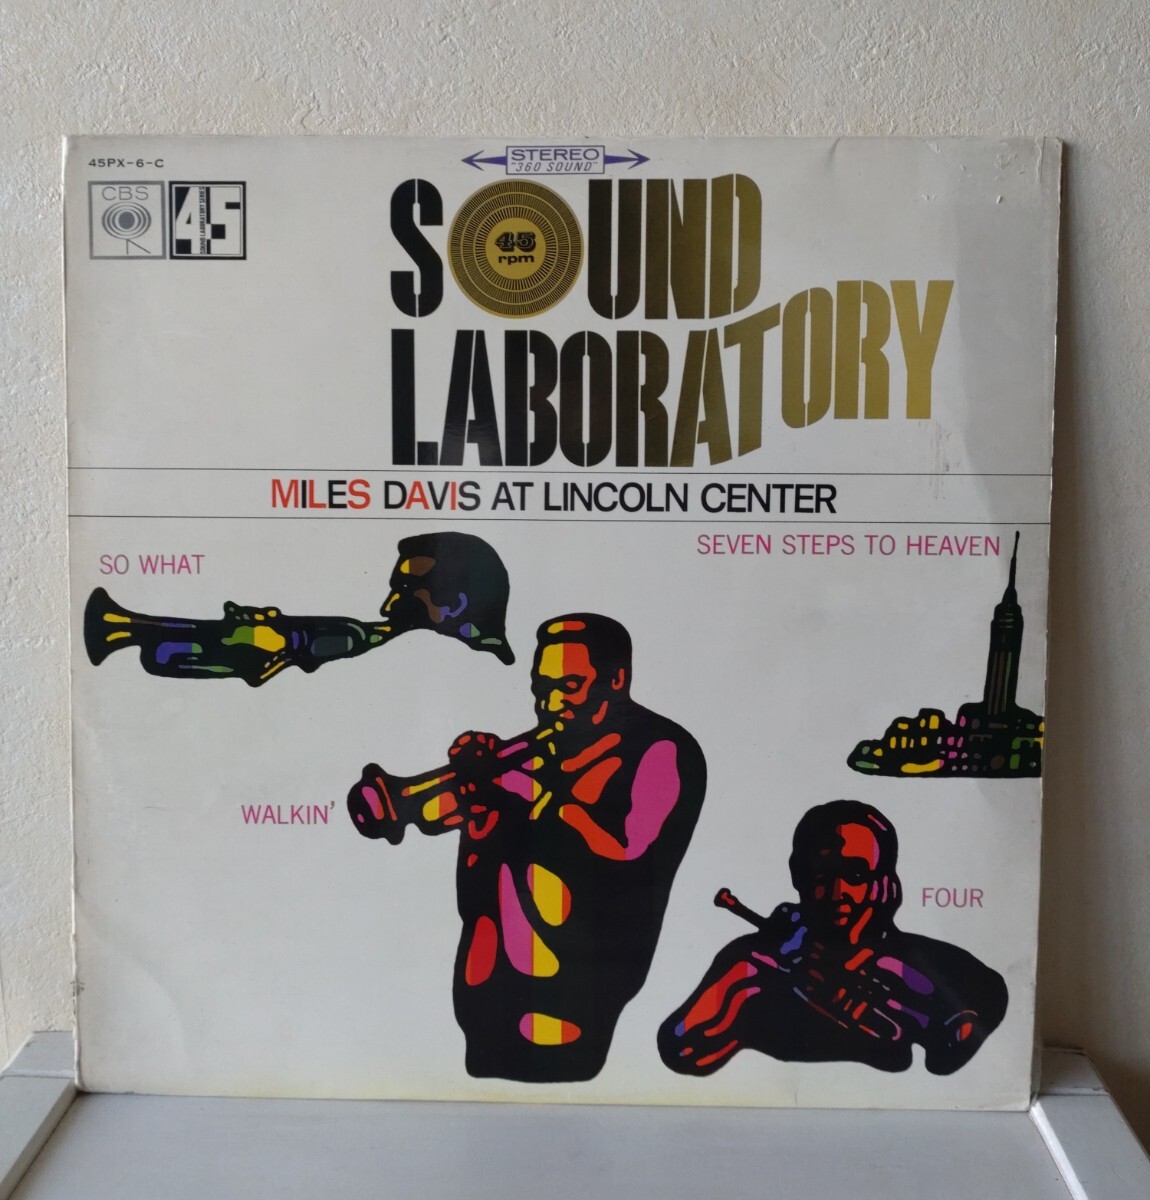 45PX-6-C
STEREO
"360 SOUND"
CBS
45
SOUND LABORATORY SERIES
SOUND
45
rpm
LABORATORY
MILES DAVIS AT LINCOLN CENTER
SO WHAT
SEVEN STEPS TO HEAVEN
WALKIN'
FOUR